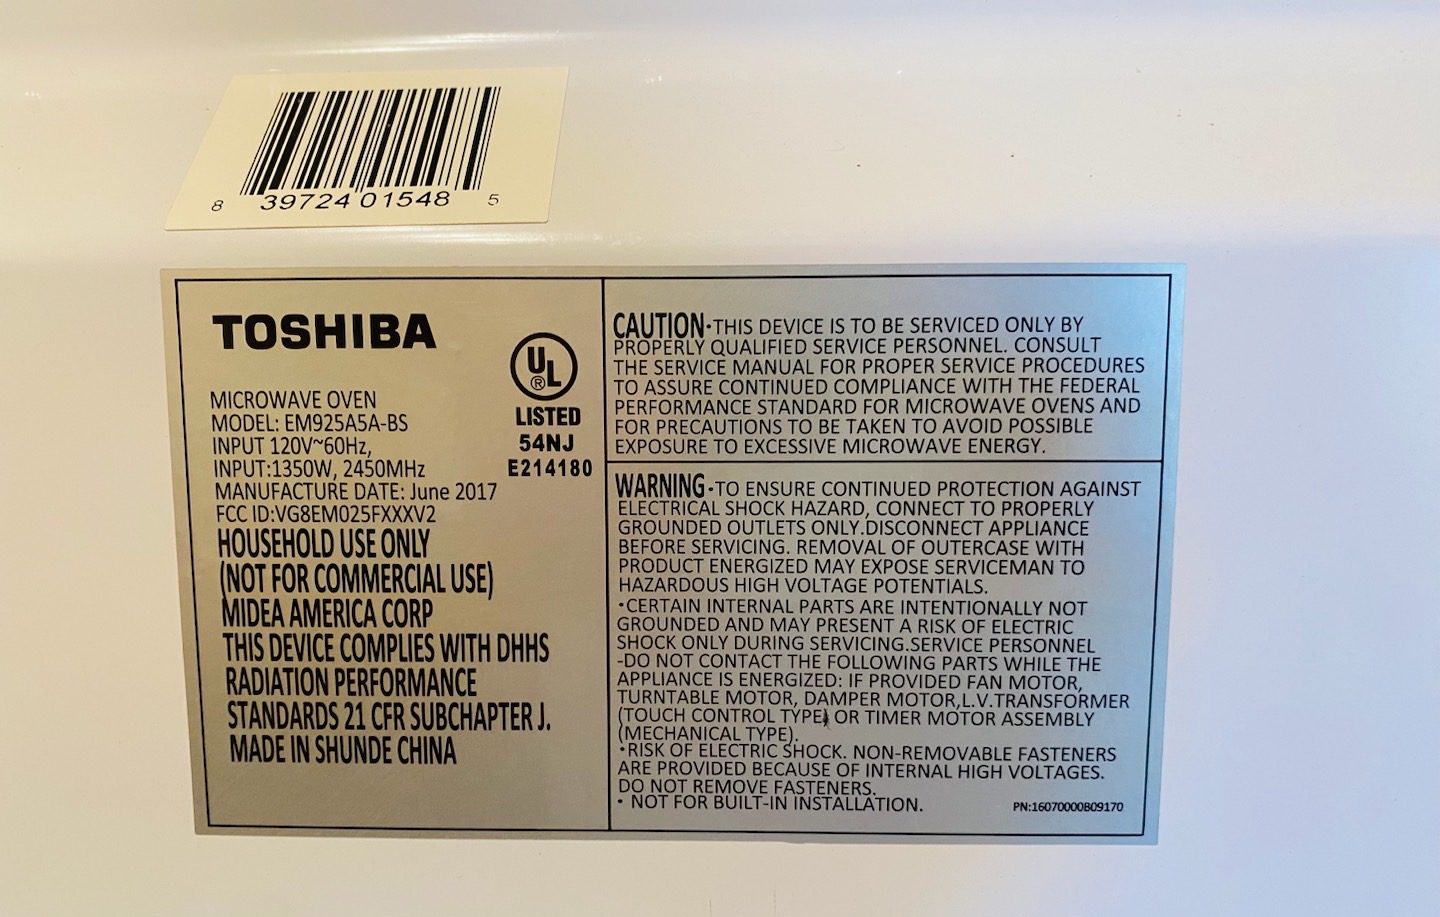 8 39724 01548 5
TOSHIBA
MICROWAVE OVEN
MODEL: EM925A5A-BS
INPUT 120V~60Hz,
INPUT:1350W, 2450MHz
MANUFACTURE DATE: June 2017
FCC ID:VG8EM025FXXXV2
HOUSEHOLD USE ONLY
(NOT FOR COMMERCIAL USE)
MIDEA AMERICA CORP
THIS DEVICE COMPLIES WITH DHHS
RADIATION PERFORMANCE
STANDARDS 21 CFR SUBCHAPTER J.
MADE IN SHUNDE CHINA
UL
®
LISTED
54NJ
E214180
CAUTION·THIS DEVICE IS TO BE SERVICED ONLY BY
PROPERLY QUALIFIED SERVICE PERSONNEL. CONSULT
THE SERVICE MANUAL FOR PROPER SERVICE PROCEDURES
TO ASSURE CONTINUED COMPLIANCE WITH THE FEDERAL
PERFORMANCE STANDARD FOR MICROWAVE OVENS AND
FOR PRECAUTIONS TO BE TAKEN TO AVOID POSSIBLE
EXPOSURE TO EXCESSIVE MICROWAVE ENERGY.
WARNING·TO ENSURE CONTINUED PROTECTION AGAINST
ELECTRICAL SHOCK HAZARD, CONNECT TO PROPERLY
GROUNDED OUTLETS ONLY.DISCONNECT APPLIANCE
BEFORE SERVICING. REMOVAL OF OUTERCASE WITH
PRODUCT ENERGIZED MAY EXPOSE SERVICEMAN TO
HAZARDOUS HIGH VOLTAGE POTENTIALS.
·CERTAIN INTERNAL PARTS ARE INTENTIONALLY NOT
GROUNDED AND MAY PRESENT A RISK OF ELECTRIC
SHOCK ONLY DURING SERVICING.SERVICE PERSONNEL
-DO NOT CONTACT THE FOLLOWING PARTS WHILE THE
APPLIANCE IS ENERGIZED: IF PROVIDED FAN MOTOR,
TURNTABLE MOTOR, DAMPER MOTOR,L.V.TRANSFORMER
(TOUCH CONTROL TYPE) OR TIMER MOTOR ASSEMBLY
(MECHANICAL TYPE).
·RISK OF ELECTRIC SHOCK. NON-REMOVABLE FASTENERS
ARE PROVIDED BECAUSE OF INTERNAL HIGH VOLTAGES.
DO NOT REMOVE FASTENERS.
· NOT FOR BUILT-IN INSTALLATION.
PN:16070000B09170